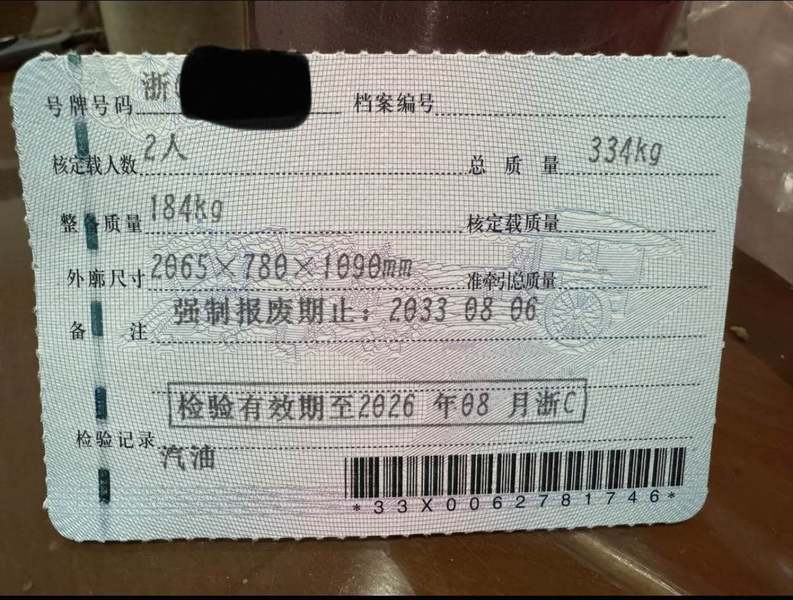 号牌号码 浙 档案编号
核定载人数 2人 总质量 334kg
整备质量 184kg 核定载质量
外廓尺寸 2065×780×1090mm 准牵引总质量
备注 强制报废期止：2033 08 06
检验有效期至2026 年08 月浙C
检验记录
汽油
*33X0062781746*